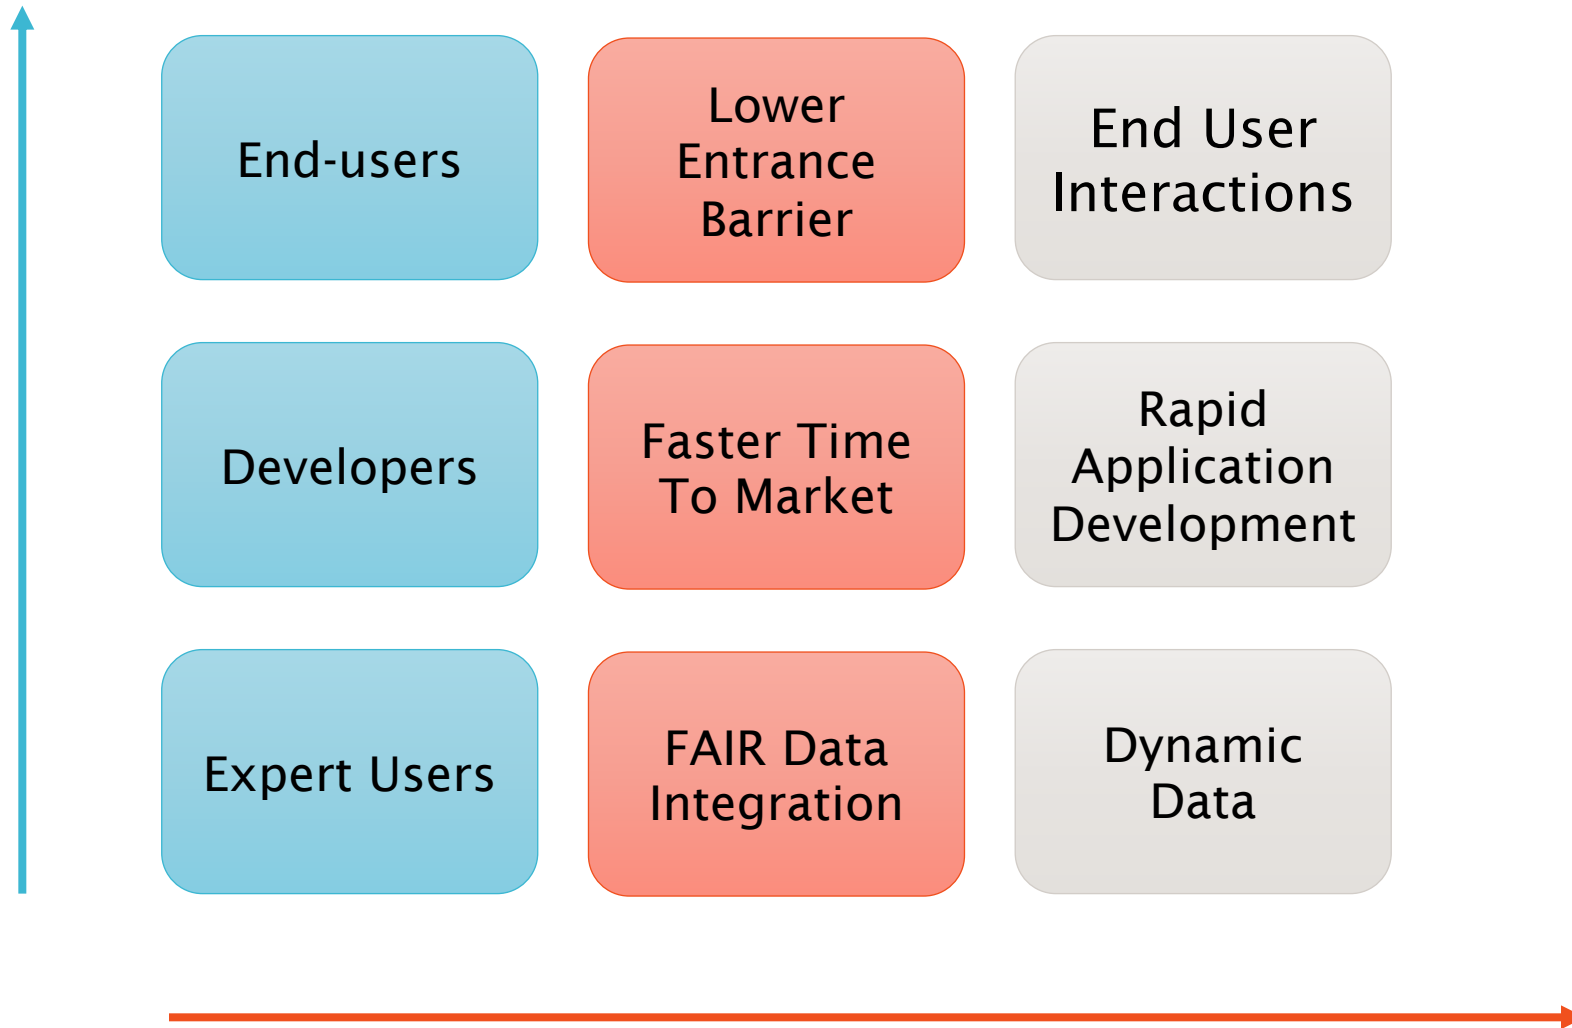 End-users
Lower
Entrance
Barrier
End User
Interactions
Developers
Faster Time
To Market
Rapid
Application
Development
Expert Users
FAIR Data
Integration
Dynamic
Data